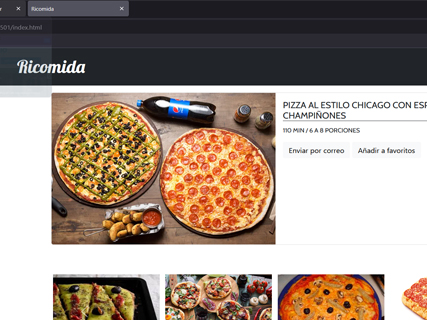 Ricomida
501/index.html
Ricomida
PIZZA AL ESTILO CHICAGO CON ESP
CHAMPIÑONES
110 MIN / 6 A 8 PORCIONES
Enviar por correo Añadir a favoritos